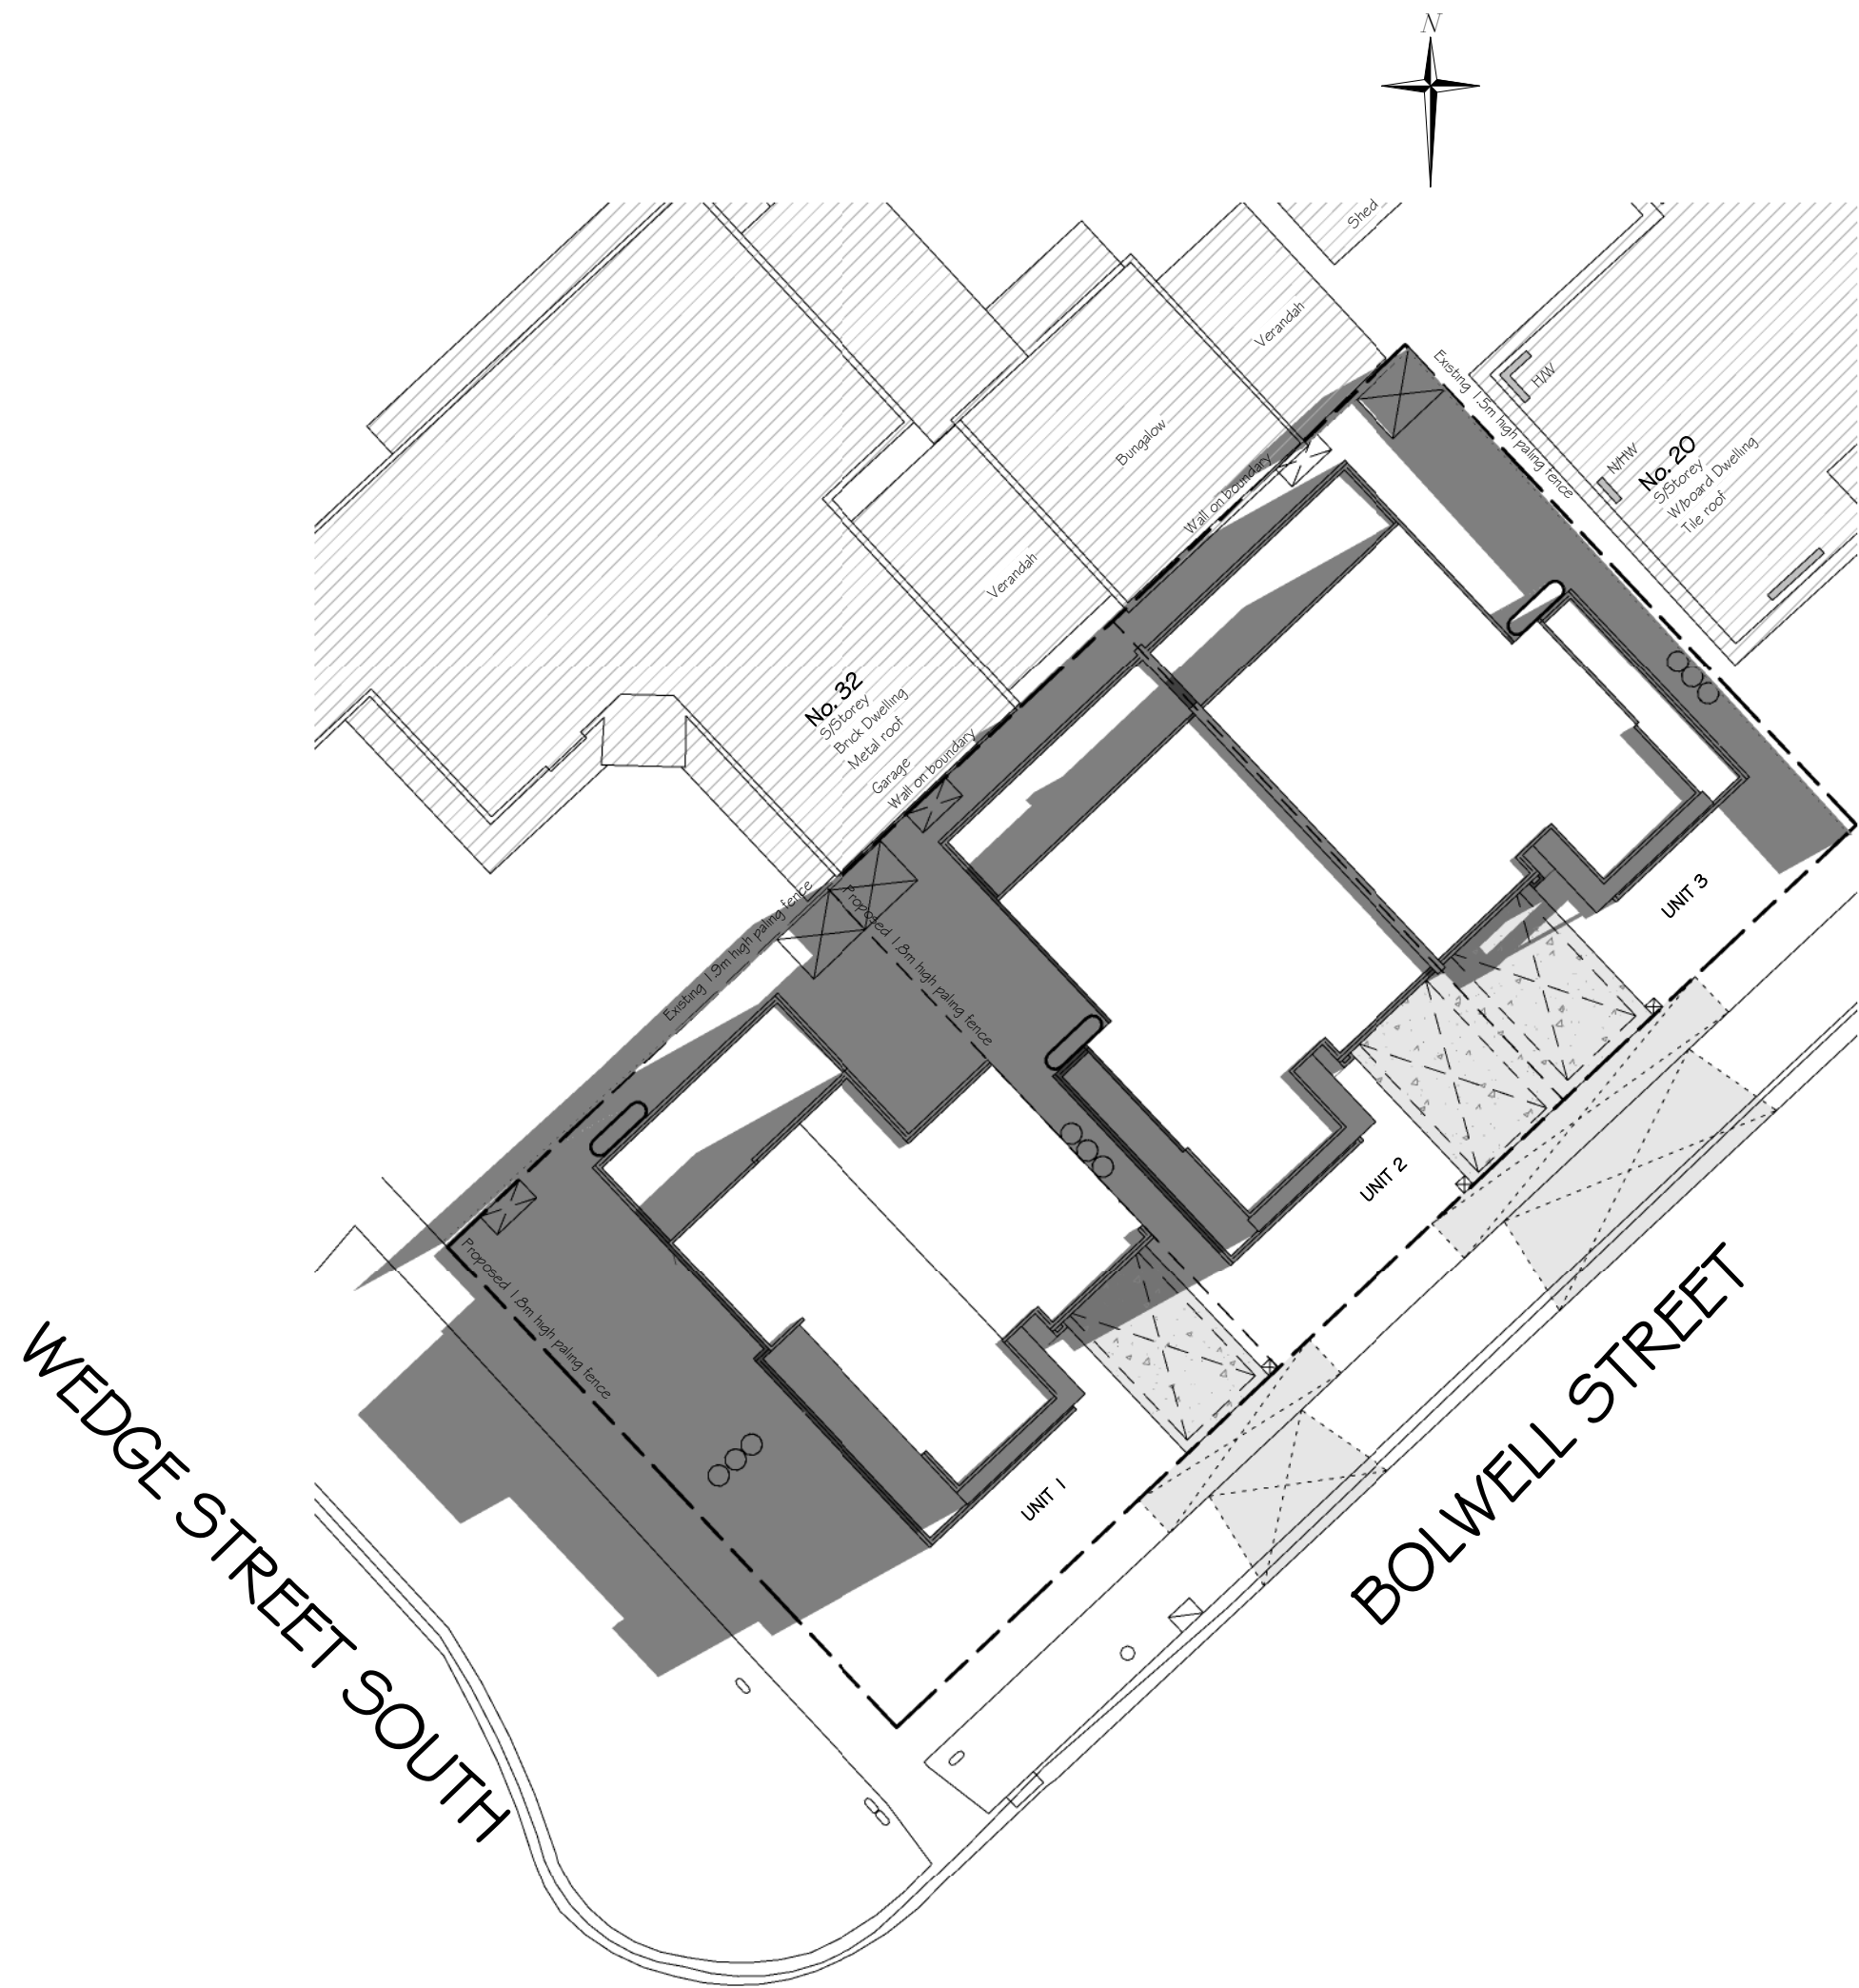 N
Shed
Verandah
Existing 1.5m high paling fence
H/W
Bungalow
N/HW
No. 20
S/Storey
W/board Dwelling
Tile roof
Wall on boundary
Verandah
No. 32
S/Storey
Brick Dwelling
Metal roof
Garage
Wall on boundary
Existing 1.9m high paling fence
Proposed 1.8m high paling fence
UNIT 3
UNIT 2
Proposed 1.8m high paling fence
UNIT 1
WEDGE STREET SOUTH
BOLWELL STREET